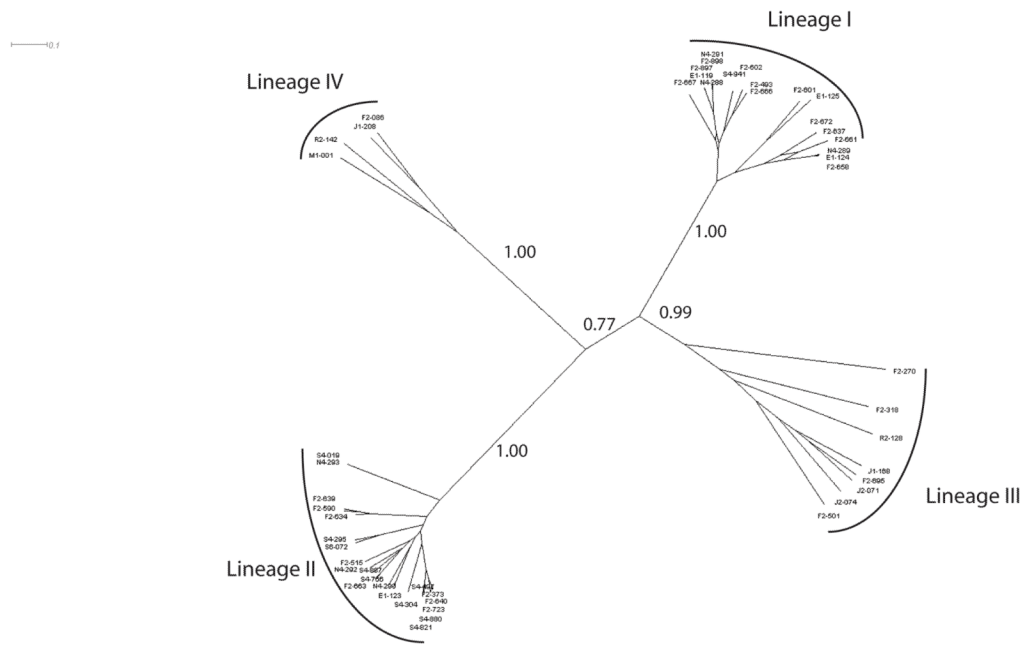 Lineage I
0.1
Lineage IV
N4-291
F2-898
F2-897
F2-602
E1-119
S4-941
F2-667
N4-288
F2-493
F2-666
F2-601
E1-125
F2-672
F2-637
F2-661
N4-289
E1-124
F2-658
F2-086
J1-208
R2-142
M1-001
1.00
1.00
0.77
0.99
F2-270
F2-318
R2-128
J1-168
F2-695
J2-071
J2-074
F2-501
Lineage III
1.00
S4-019
N4-293
F2-639
F2-590
F2-634
S4-295
S6-072
F2-515
N4-292
S4-756
F2-663
N4-290
E1-123
S4-304
F2-373
F2-640
F2-723
S4-880
S4-821
Lineage II